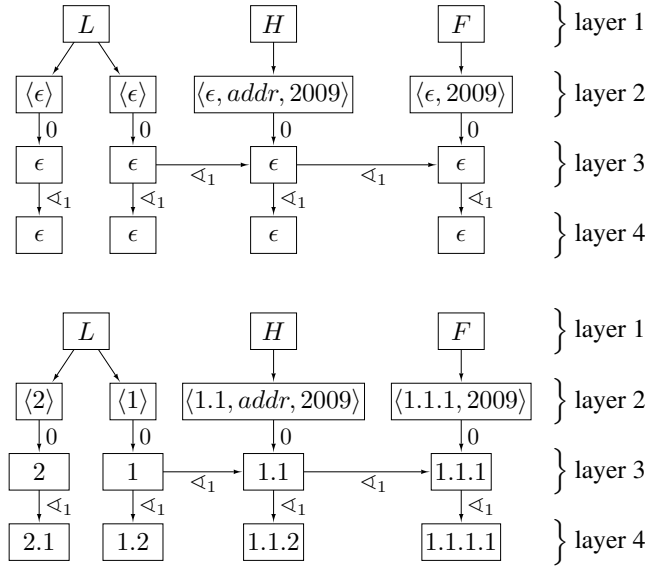 L H F } layer 1
⟨ϵ⟩ ⟨ϵ⟩ ⟨ϵ, addr, 2009⟩ ⟨ϵ, 2009⟩ } layer 2
0 0 0 0
ϵ ϵ ϵ ϵ } layer 3
⊲1 ⊲1 ⊲1 ⊲1 ⊲1 ⊲1
ϵ ϵ ϵ ϵ } layer 4
L H F } layer 1
⟨2⟩ ⟨1⟩ ⟨1.1, addr, 2009⟩ ⟨1.1.1, 2009⟩ } layer 2
0 0 0 0
2 1 1.1 1.1.1 } layer 3
⊲1 ⊲1 ⊲1 ⊲1 ⊲1 ⊲1
2.1 1.2 1.1.2 1.1.1.1 } layer 4